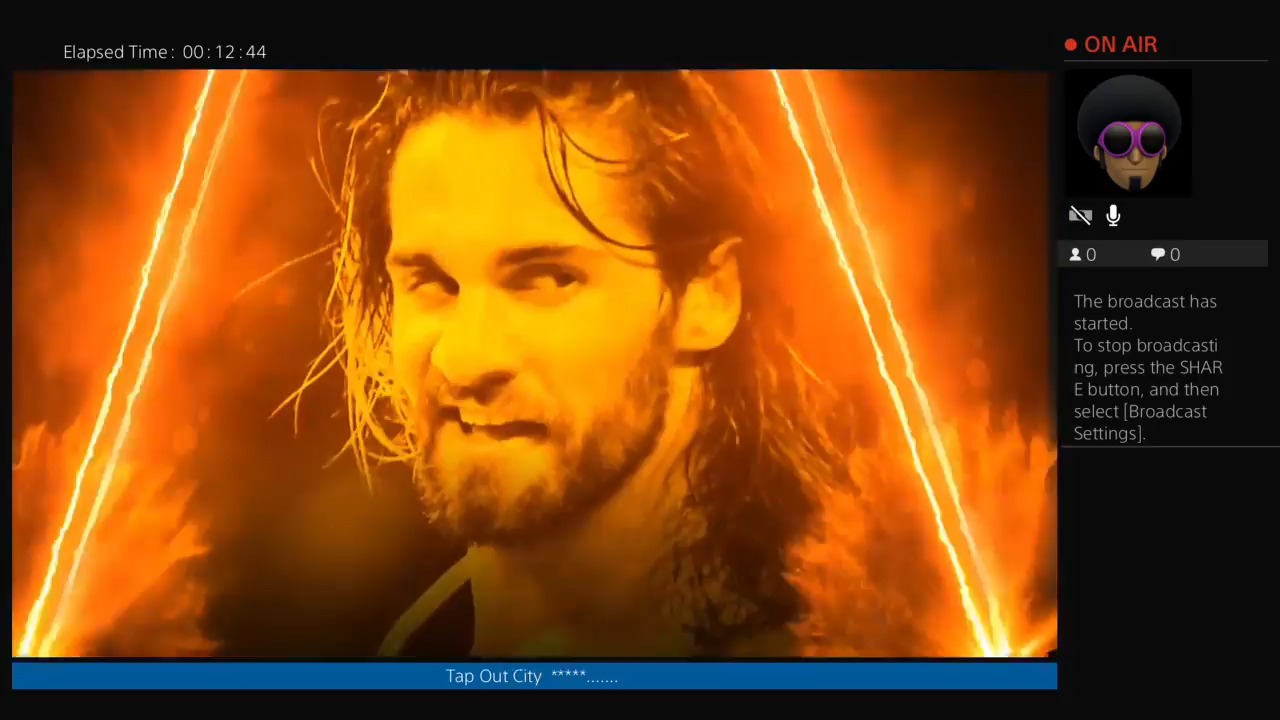 Elapsed Time: 00:12:44
ON AIR
0 0
The broadcast has
started.
To stop broadcasti
ng, press the SHAR
E button, and then
select [Broadcast
Settings].
Tap Out City *****.......